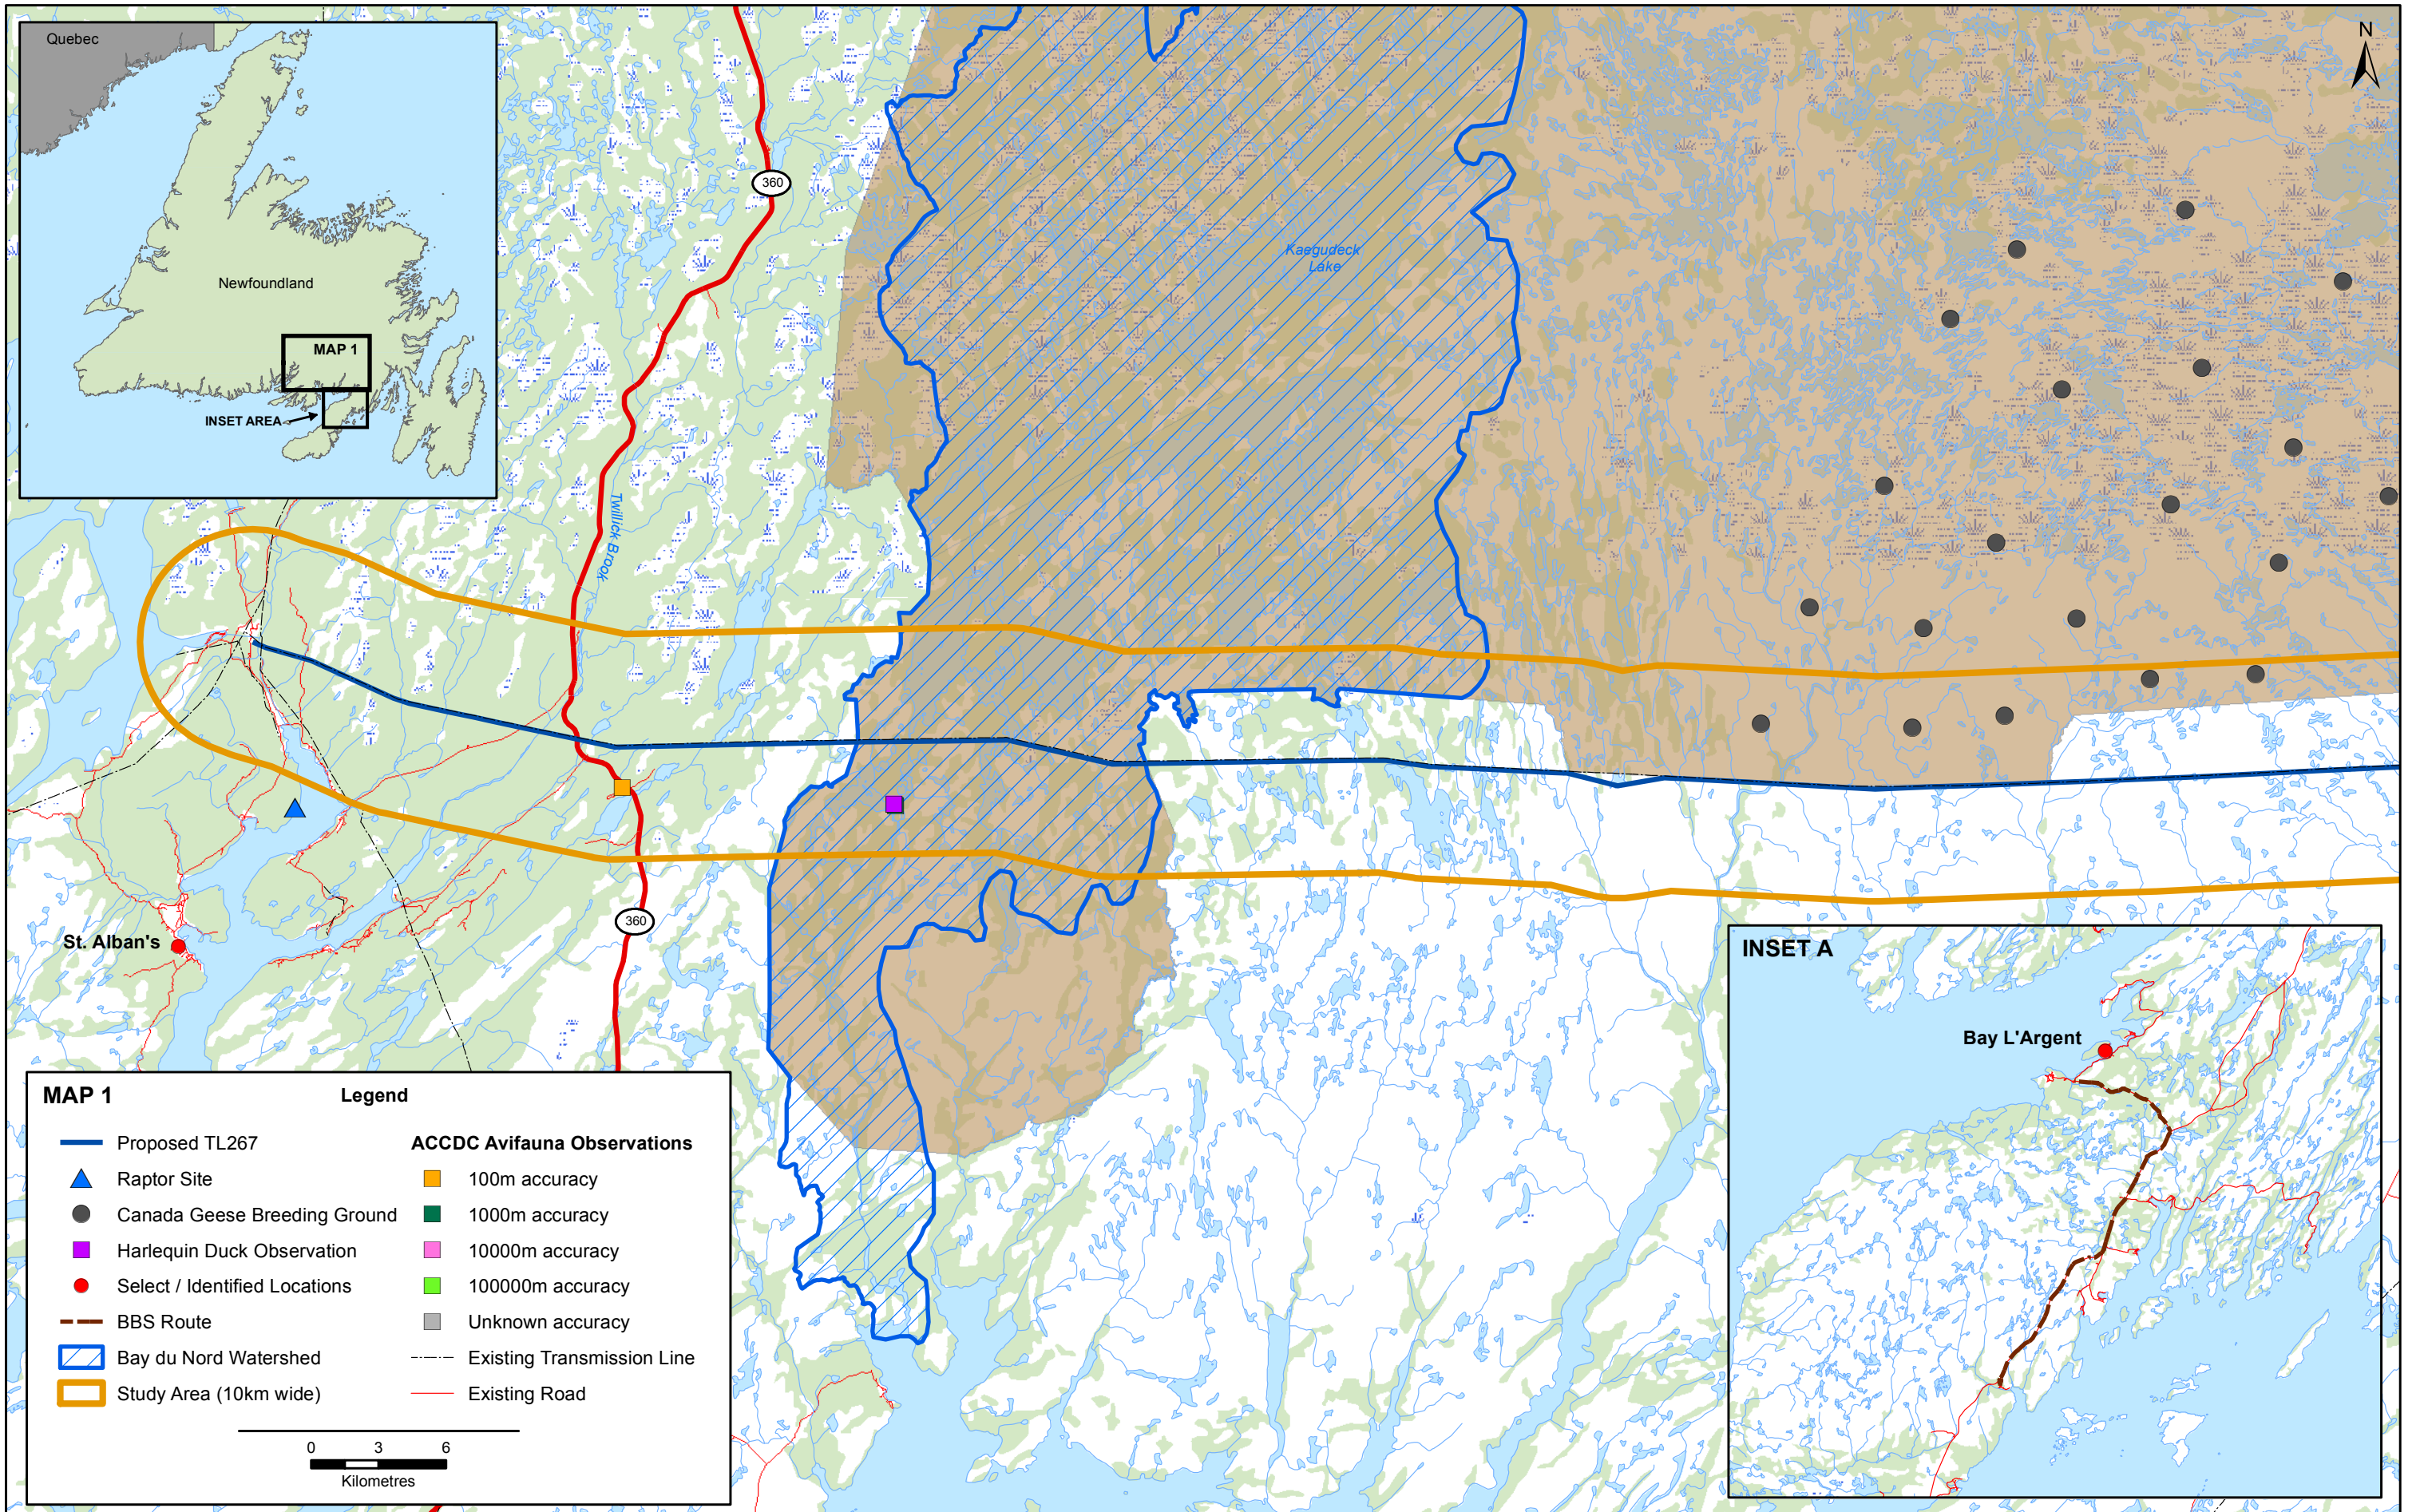 Quebec
Newfoundland
MAP 1
INSET AREA
N
360
Kaegudeck
Lake
Twillick Brook
360
St. Alban's
INSET A
Bay L'Argent
MAP 1
Legend
Proposed TL267
Raptor Site
Canada Geese Breeding Ground
Harlequin Duck Observation
Select / Identified Locations
BBS Route
Bay du Nord Watershed
Study Area (10km wide)
ACCDC Avifauna Observations
100m accuracy
1000m accuracy
10000m accuracy
100000m accuracy
Unknown accuracy
Existing Transmission Line
Existing Road
0 3 6
Kilometres